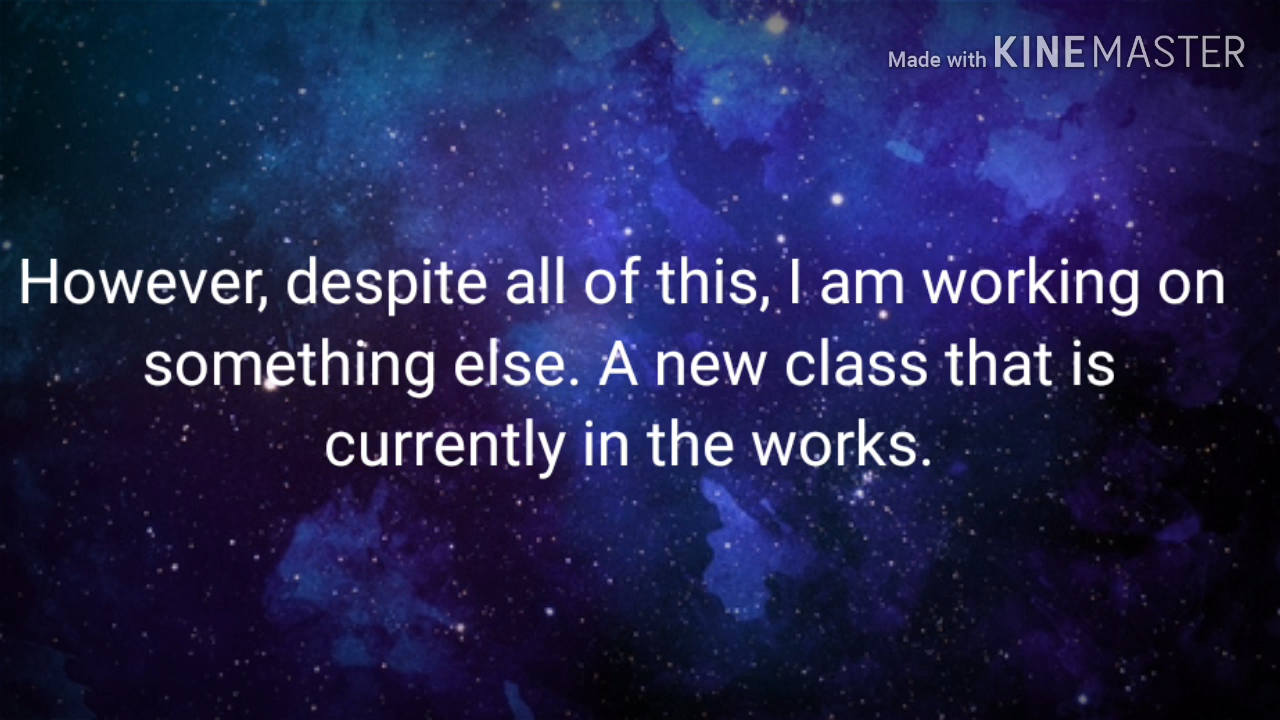 Made with KINEMASTER
However, despite all of this, I am working on
something else. A new class that is
currently in the works.